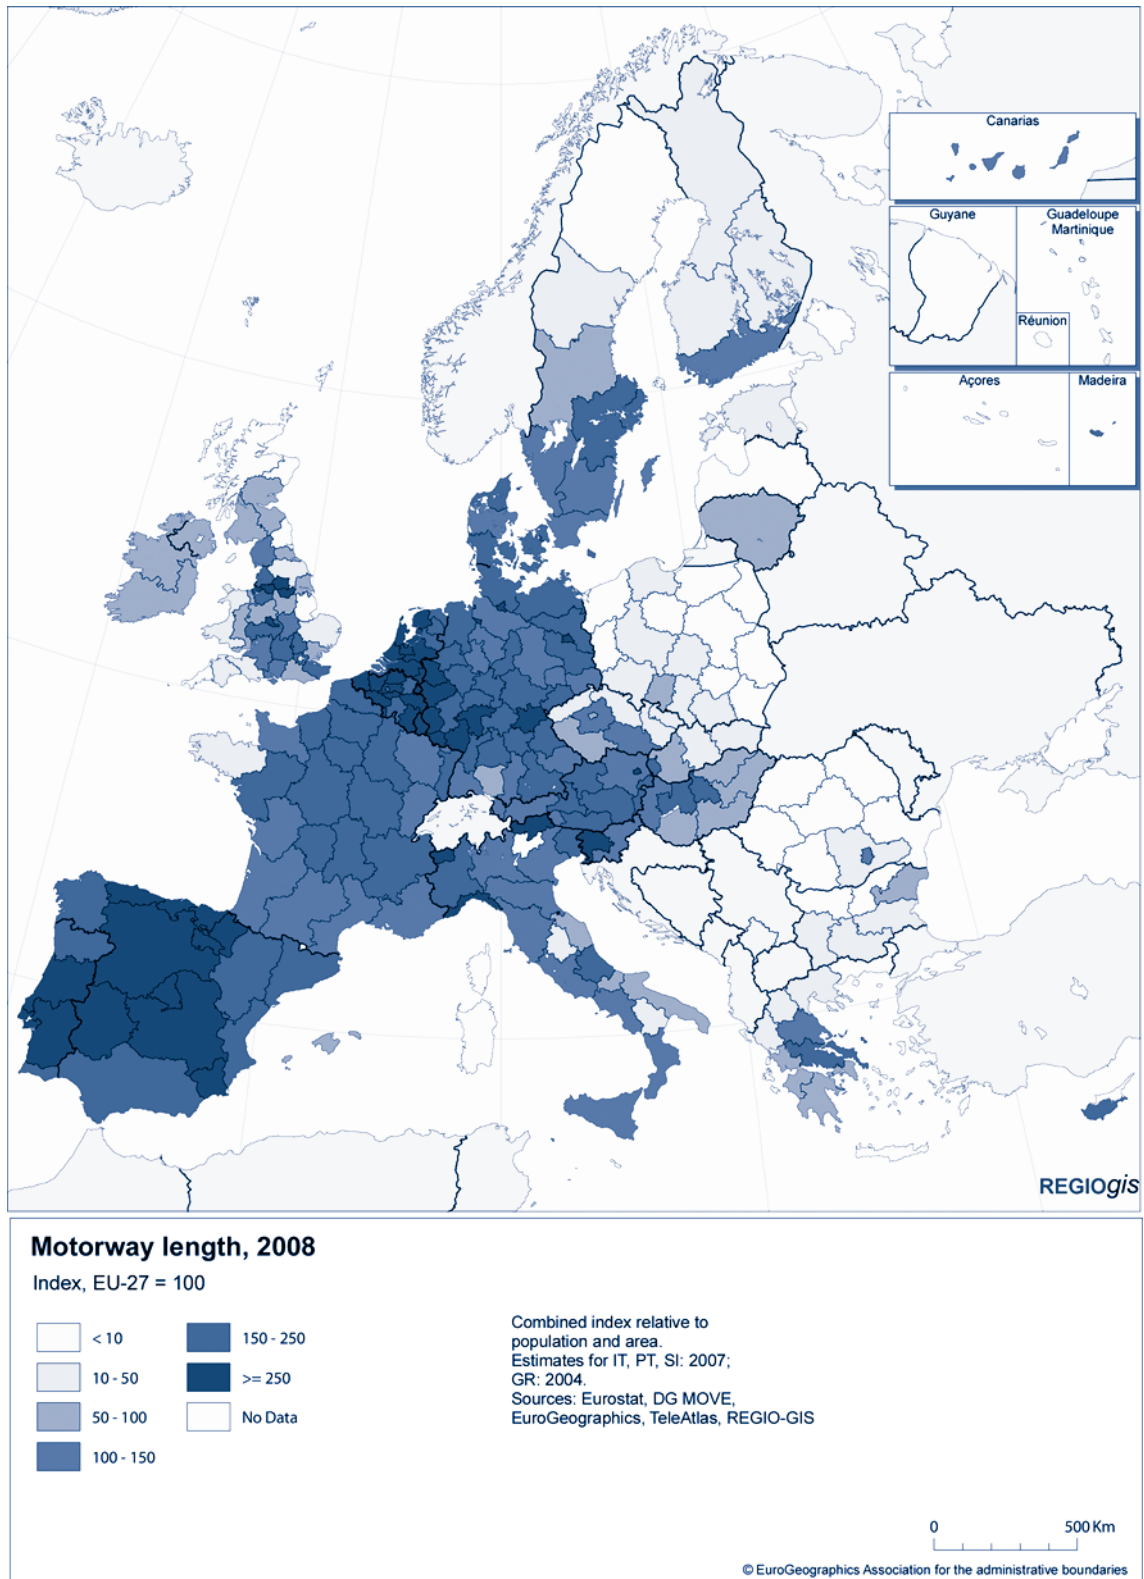 Canarias
Guyane
Guadeloupe
Martinique
Réunion
Açores
Madeira
REGIOgis
Motorway length, 2008
Index, EU-27 = 100
< 10
10 - 50
50 - 100
100 - 150
150 - 250
>= 250
No Data
Combined index relative to
population and area.
Estimates for IT, PT, SI: 2007;
GR: 2004.
Sources: Eurostat, DG MOVE,
EuroGeographics, TeleAtlas, REGIO-GIS
0 500 Km
© EuroGeographics Association for the administrative boundaries